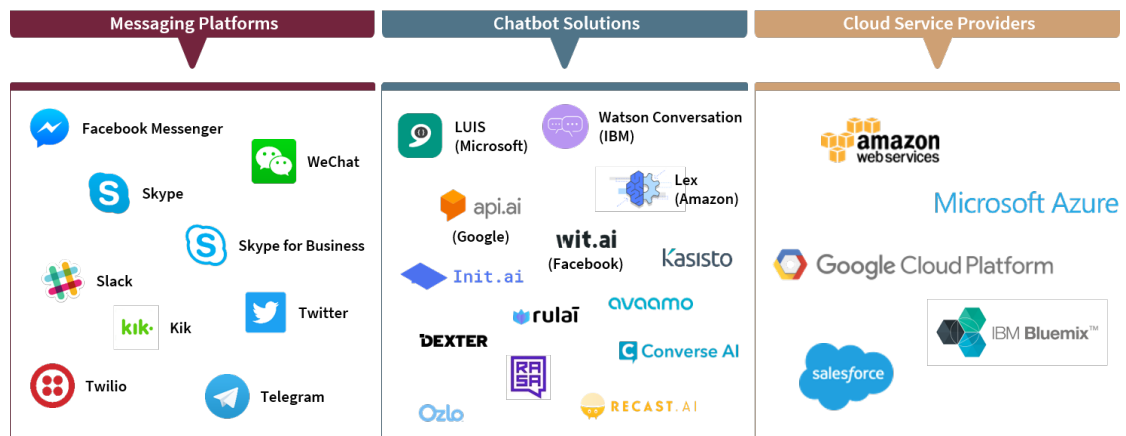 Messaging Platforms
Chatbot Solutions
Cloud Service Providers
Facebook Messenger
WeChat
S
Skype
S
Skype for Business
Slack
kik.
Kik
Twitter
Twilio
Telegram
LUIS
(Microsoft)
Watson Conversation
(IBM)
Lex
(Amazon)
api.ai
(Google)
wit.ai
(Facebook)
Kasisto
Init.ai
avaamo
rulaī
DEXTER
Converse AI
RASA
Ozlo
RECAST.AI
amazon
web services
Microsoft Azure
Google Cloud Platform
IBM Bluemix™
salesforce